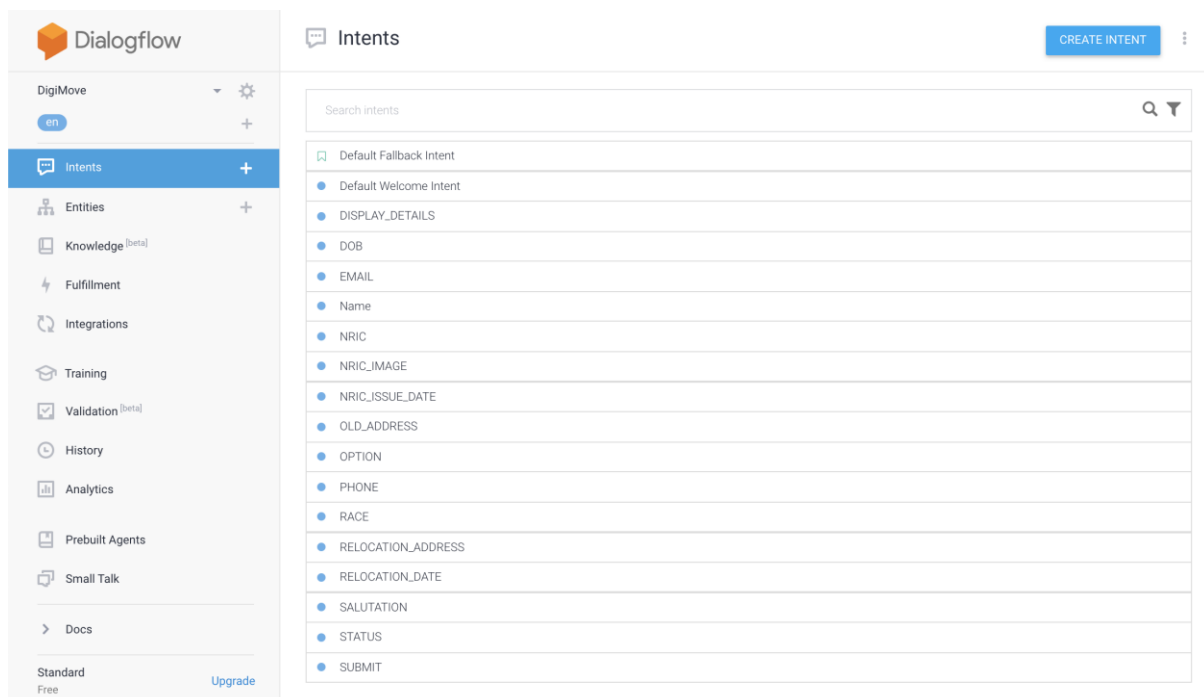 Dialogflow
DigiMove
en
Intents
Entities
Knowledge [beta]
Fulfillment
Integrations
Training
Validation [beta]
History
Analytics
Prebuilt Agents
Small Talk
Docs
Standard
Free
Upgrade
Intents
CREATE INTENT
Search intents
Default Fallback Intent
Default Welcome Intent
DISPLAY_DETAILS
DOB
EMAIL
Name
NRIC
NRIC_IMAGE
NRIC_ISSUE_DATE
OLD_ADDRESS
OPTION
PHONE
RACE
RELOCATION_ADDRESS
RELOCATION_DATE
SALUTATION
STATUS
SUBMIT